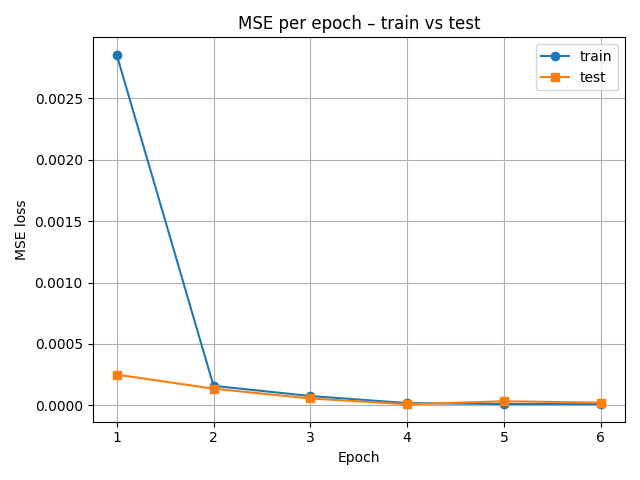 MSE per epoch – train vs test
train
test
0.0025
0.0020
0.0015
0.0010
0.0005
0.0000
MSE loss
1 2 3 4 5 6
Epoch